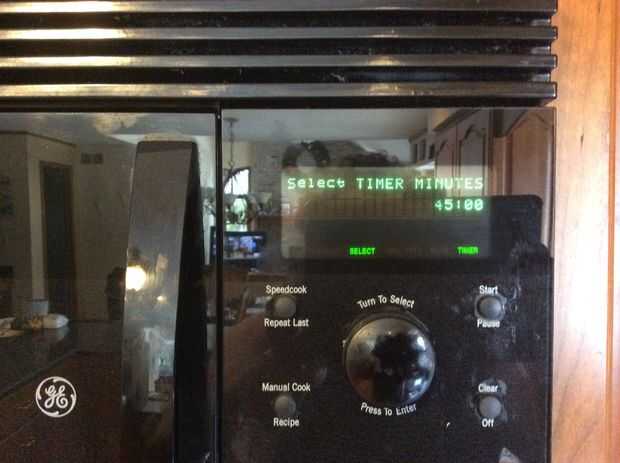 Select TIMER MINUTES
45:00
SELECT TIMER
Speedcook
Repeat Last
Turn To Select
Start
Pause
Manual Cook
Recipe
Press To Enter
Clear
Off
GE